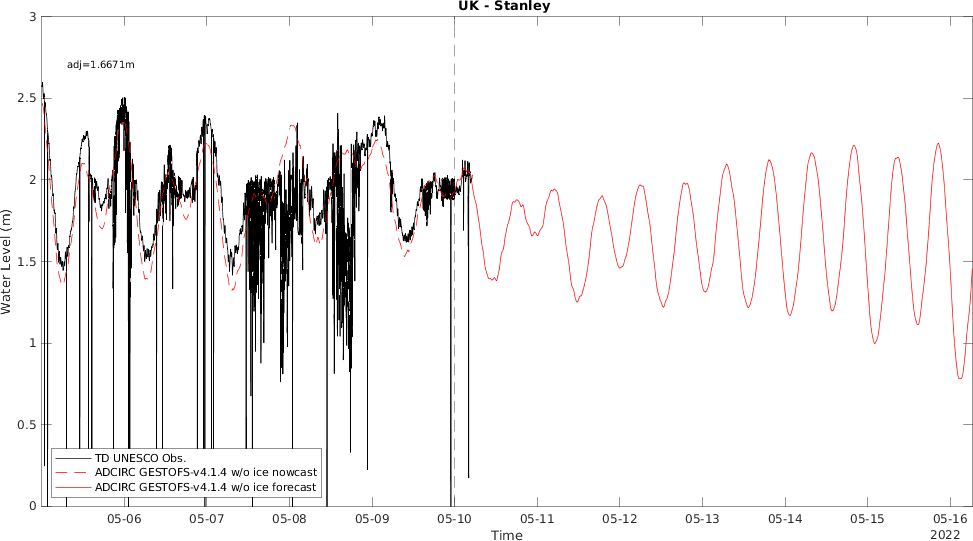 UK - Stanley
adj=1.6671m
3
2.5
2
1.5
1
0.5
0
Water Level (m)
TD UNESCO Obs.
ADCIRC GESTOFS-v4.1.4 w/o ice nowcast
ADCIRC GESTOFS-v4.1.4 w/o ice forecast
05-06 05-07 05-08 05-09 05-10 05-11 05-12 05-13 05-14 05-15 05-16
Time
2022